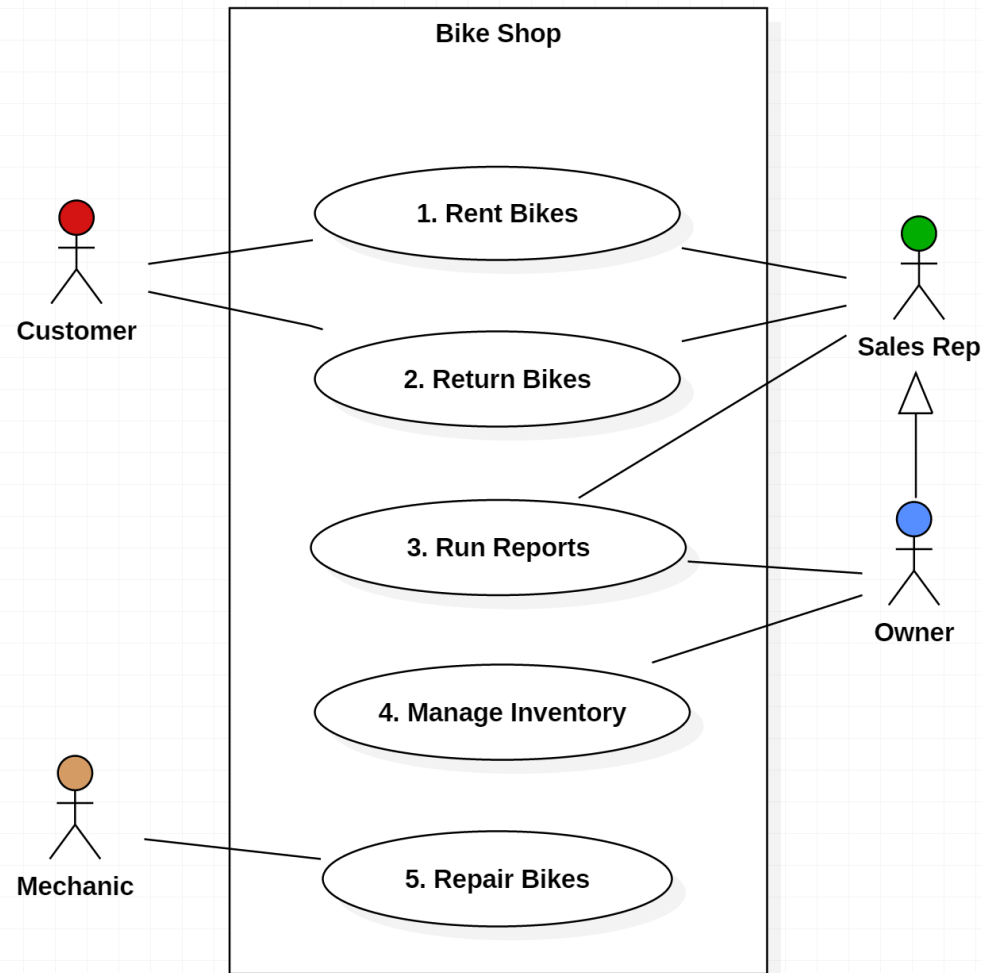 Bike Shop
1. Rent Bikes
Customer
Sales Rep
2. Return Bikes
3. Run Reports
Owner
4. Manage Inventory
5. Repair Bikes
Mechanic